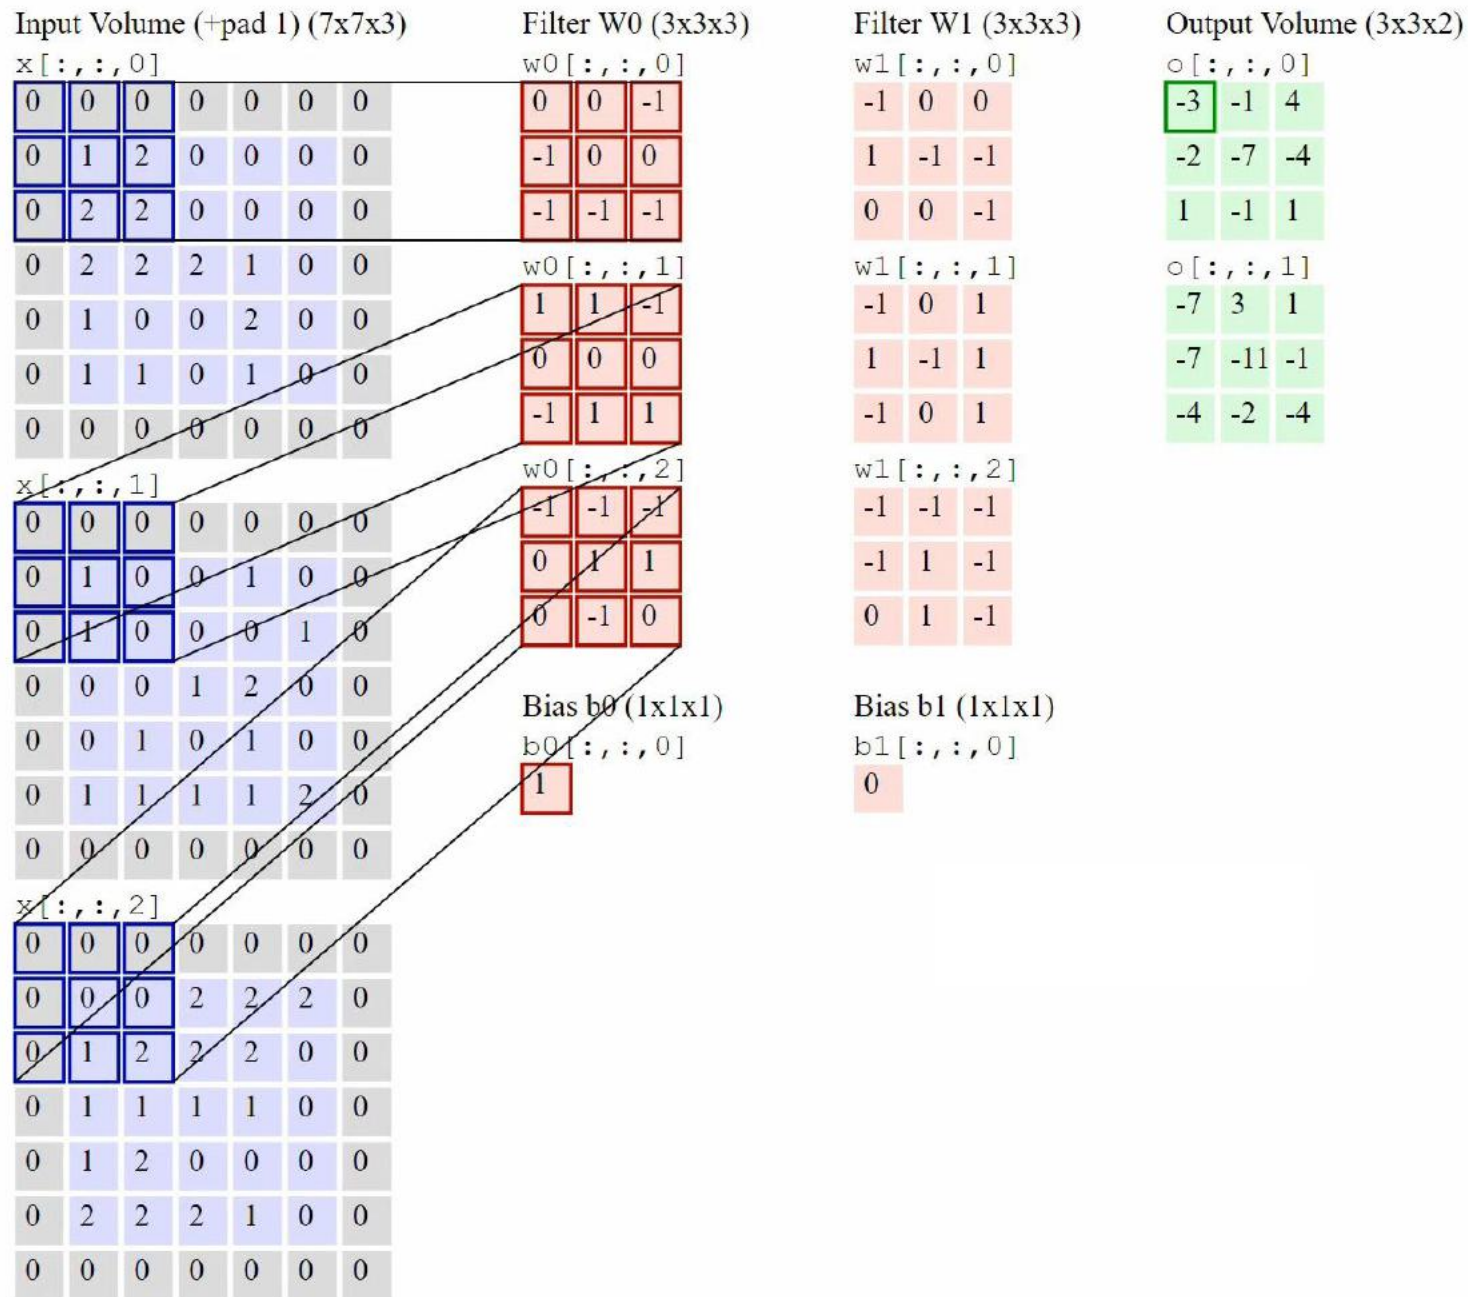 Input Volume (+pad 1) (7x7x3)
x[:,:,0]
0 0 0 0 0 0 0
0 1 2 0 0 0 0
0 2 2 0 0 0 0
0 2 2 2 1 0 0
0 1 0 0 2 0 0
0 1 1 0 1 0 0
0 0 0 0 0 0 0
x[:,:,1]
0 0 0 0 0 0 0
0 1 0 0 1 0 0
0 1 0 0 0 1 0
0 0 0 1 2 0 0
0 0 1 0 1 0 0
0 1 1 1 1 2 0
0 0 0 0 0 0 0
x[:,:,2]
0 0 0 0 0 0 0
0 0 0 2 2 2 0
0 1 2 2 2 0 0
0 1 1 1 1 0 0
0 1 2 0 0 0 0
0 2 2 2 1 0 0
0 0 0 0 0 0 0
Filter W0 (3x3x3)
w0[:,:,0]
0 0 -1
-1 0 0
-1 -1 -1
w0[:,:,1]
1 1 -1
0 0 0
-1 1 1
w0[:,:,2]
-1 -1 -1
0 1 1
0 -1 0
Bias b0 (1x1x1)
b0[:,:,0]
1
Filter W1 (3x3x3)
w1[:,:,0]
-1 0 0
1 -1 -1
0 0 -1
w1[:,:,1]
-1 0 1
1 -1 1
-1 0 1
w1[:,:,2]
-1 -1 -1
-1 1 -1
0 1 -1
Bias b1 (1x1x1)
b1[:,:,0]
0
Output Volume (3x3x2)
o[:,:,0]
-3 -1 4
-2 -7 -4
1 -1 1
o[:,:,1]
-7 3 1
-7 -11 -1
-4 -2 -4